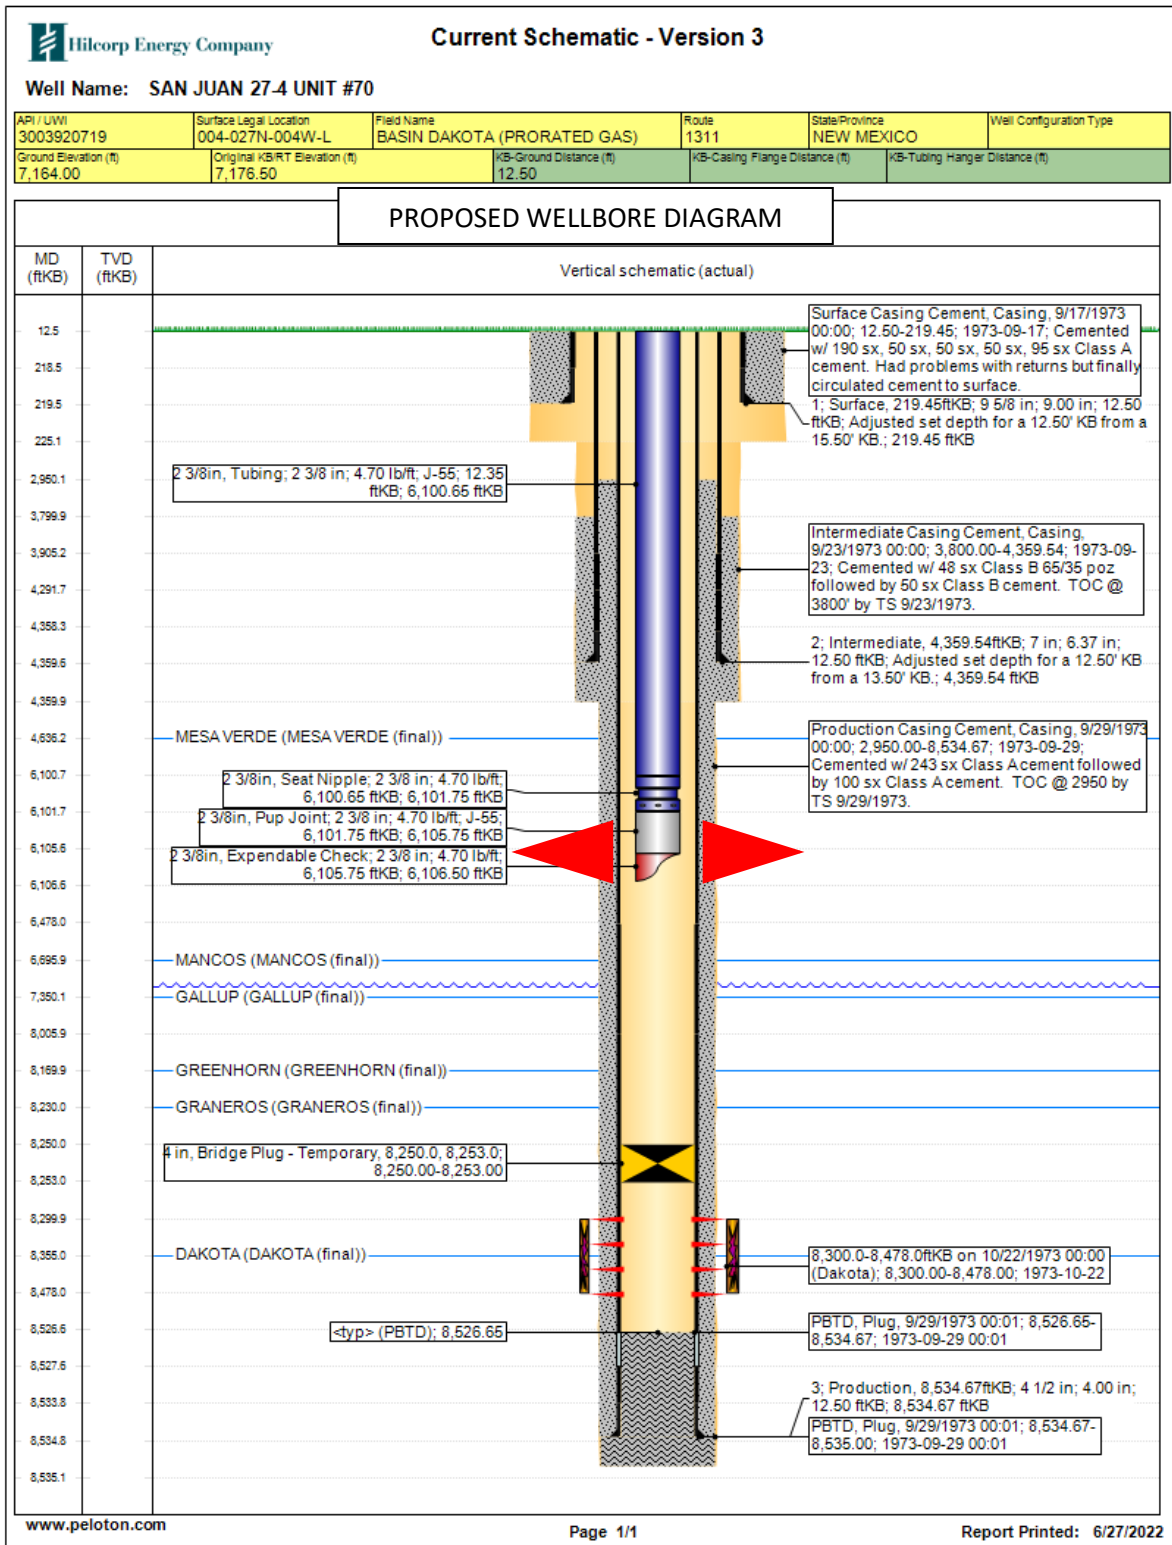 Hilcorp Energy Company
Current Schematic - Version 3
Well Name: SAN JUAN 27-4 UNIT #70
API / UWI
3003920719
Surface Legal Location
004-027N-004W-L
Field Name
BASIN DAKOTA (PRORATED GAS)
Route
1311
State/Province
NEW MEXICO
Well Configuration Type
Ground Elevation (ft)
7,164.00
Original KB/RT Elevation (ft)
7,176.50
KB-Ground Distance (ft)
12.50
KB-Casing Flange Distance (ft)
KB-Tubing Hanger Distance (ft)
PROPOSED WELLBORE DIAGRAM
MD
(ftKB)
TVD
(ftKB)
Vertical schematic (actual)
12.5
218.5
219.5
225.1
2,950.1
3,799.9
3,905.2
4,291.7
4,358.3
4,359.6
4,359.9
4,636.2
6,100.7
6,101.7
6,105.6
6,106.6
6,478.0
6,695.9
7,350.1
8,005.9
8,169.9
8,230.0
8,250.0
8,253.0
8,299.9
8,355.0
8,478.0
8,526.6
8,527.6
8,533.8
8,534.8
8,535.1
Surface Casing Cement, Casing, 9/17/1973
00:00; 12.50-219.45; 1973-09-17; Cemented
w/ 190 sx, 50 sx, 50 sx, 50 sx, 95 sx Class A
cement. Had problems with returns but finally
circulated cement to surface.
1; Surface, 219.45ftKB; 9 5/8 in; 9.00 in; 12.50
ftKB; Adjusted set depth for a 12.50' KB from a
15.50' KB.; 219.45 ftKB
2 3/8in, Tubing; 2 3/8 in; 4.70 lb/ft; J-55; 12.35
ftKB; 6,100.65 ftKB
Intermediate Casing Cement, Casing,
9/23/1973 00:00; 3,800.00-4,359.54; 1973-09-
23; Cemented w/ 48 sx Class B 65/35 poz
followed by 50 sx Class B cement. TOC @
3800' by TS 9/23/1973.
2; Intermediate, 4,359.54ftKB; 7 in; 6.37 in;
12.50 ftKB; Adjusted set depth for a 12.50' KB
from a 13.50' KB.; 4,359.54 ftKB
MESA VERDE (MESA VERDE (final))
Production Casing Cement, Casing, 9/29/1973
00:00; 2,950.00-8,534.67; 1973-09-29;
Cemented w/ 243 sx Class A cement followed
by 100 sx Class A cement. TOC @ 2950 by
TS 9/29/1973.
2 3/8in, Seat Nipple; 2 3/8 in; 4.70 lb/ft;
6,100.65 ftKB; 6,101.75 ftKB
2 3/8in, Pup Joint; 2 3/8 in; 4.70 lb/ft; J-55;
6,101.75 ftKB; 6,105.75 ftKB
2 3/8in, Expendable Check; 2 3/8 in; 4.70 lb/ft;
6,105.75 ftKB; 6,106.50 ftKB
MANCOS (MANCOS (final))
GALLUP (GALLUP (final))
GREENHORN (GREENHORN (final))
GRANEROS (GRANEROS (final))
4 in, Bridge Plug - Temporary, 8,250.0, 8,253.0;
8,250.00-8,253.00
DAKOTA (DAKOTA (final))
8,300.0-8,478.0ftKB on 10/22/1973 00:00
(Dakota); 8,300.00-8,478.00; 1973-10-22
<typ> (PBTD); 8,526.65
PBTD, Plug, 9/29/1973 00:01; 8,526.65-
8,534.67; 1973-09-29 00:01
3; Production, 8,534.67ftKB; 4 1/2 in; 4.00 in;
12.50 ftKB; 8,534.67 ftKB
PBTD, Plug, 9/29/1973 00:01; 8,534.67-
8,535.00; 1973-09-29 00:01
www.peloton.com
Page 1/1
Report Printed: 6/27/2022